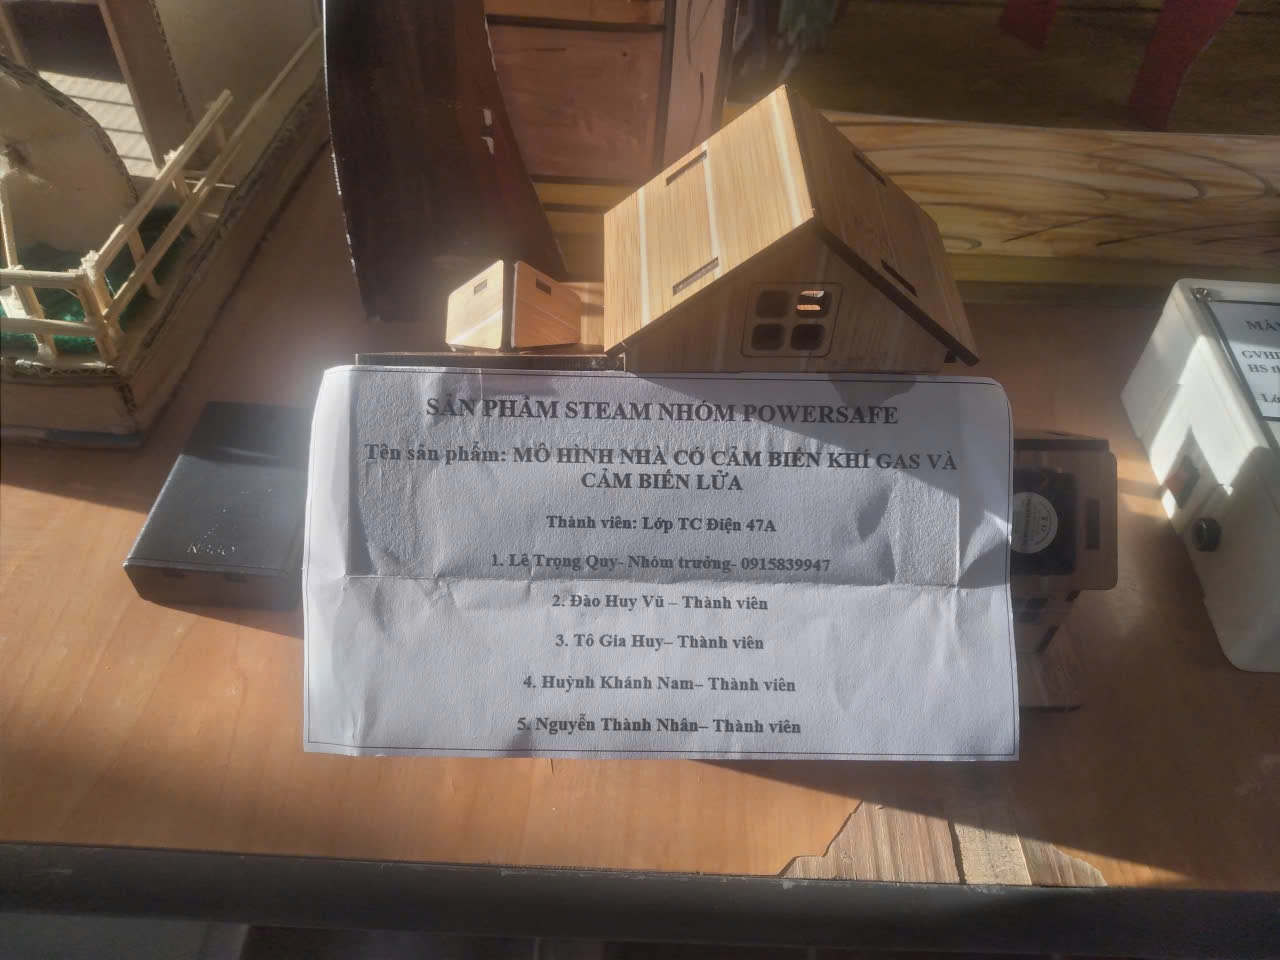 SẢN PHẨM STEAM NHÓM POWERSAFE
Tên sản phẩm: MÔ HÌNH NHÀ CÓ CẢM BIẾN KHÍ GAS VÀ
CẢM BIẾN LỬA
Thành viên: Lớp TC Điện 47A
1. Lê Trọng Quy- Nhóm trưởng- 0915839947
2. Đào Huy Vũ – Thành viên
3. Tô Gia Huy– Thành viên
4. Huỳnh Khánh Nam– Thành viên
5. Nguyễn Thành Nhân– Thành viên
GVHD
HS